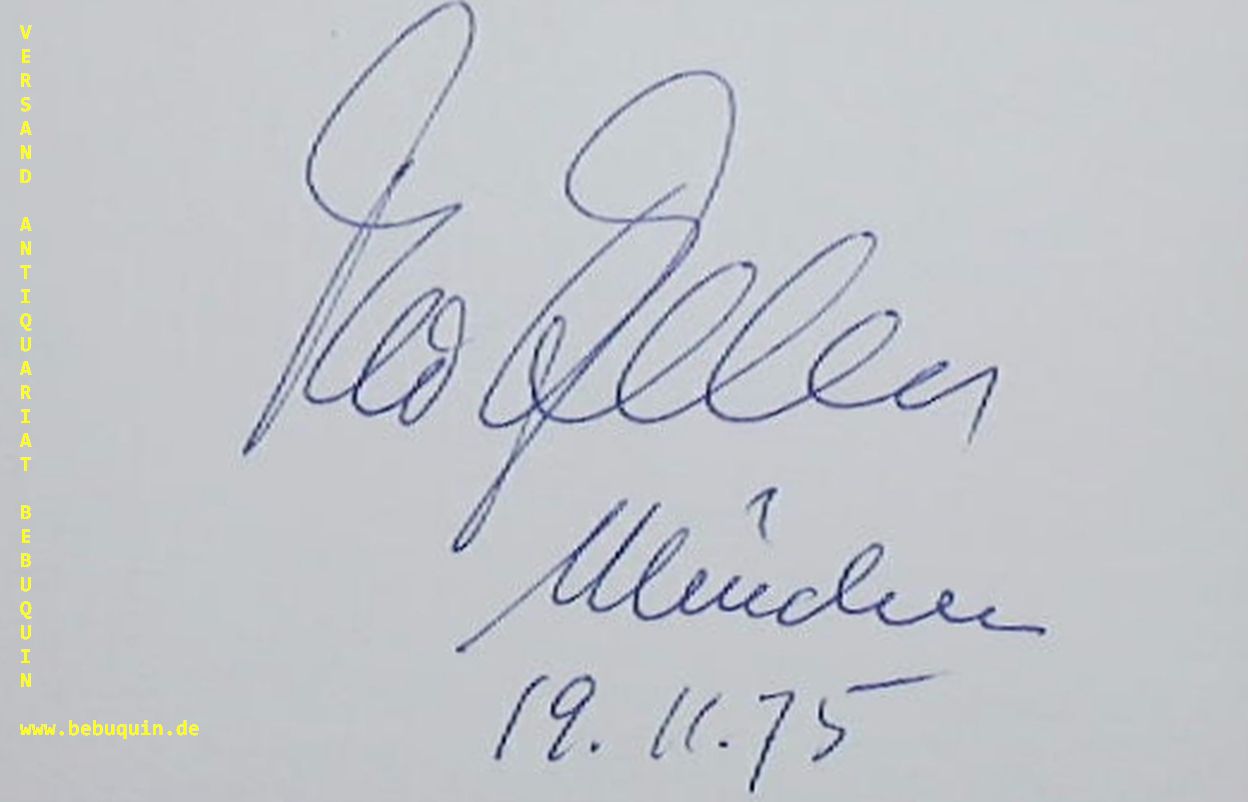 München
19.11.75
VERSAND ANTIQUARIAT BEBUQUIN
www.bebuquin.de